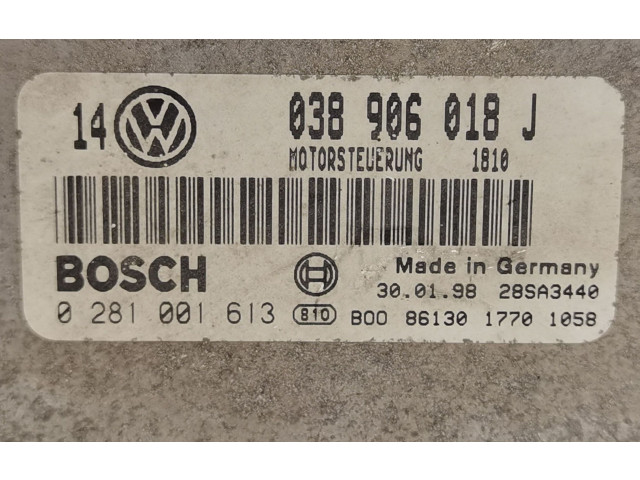 14 VW 038 906 018 J
MOTORSTEUERUNG 1810
BOSCH Made in Germany
30.01.98 28SA3440
0 281 001 613 810 B00 86130 1770 1058